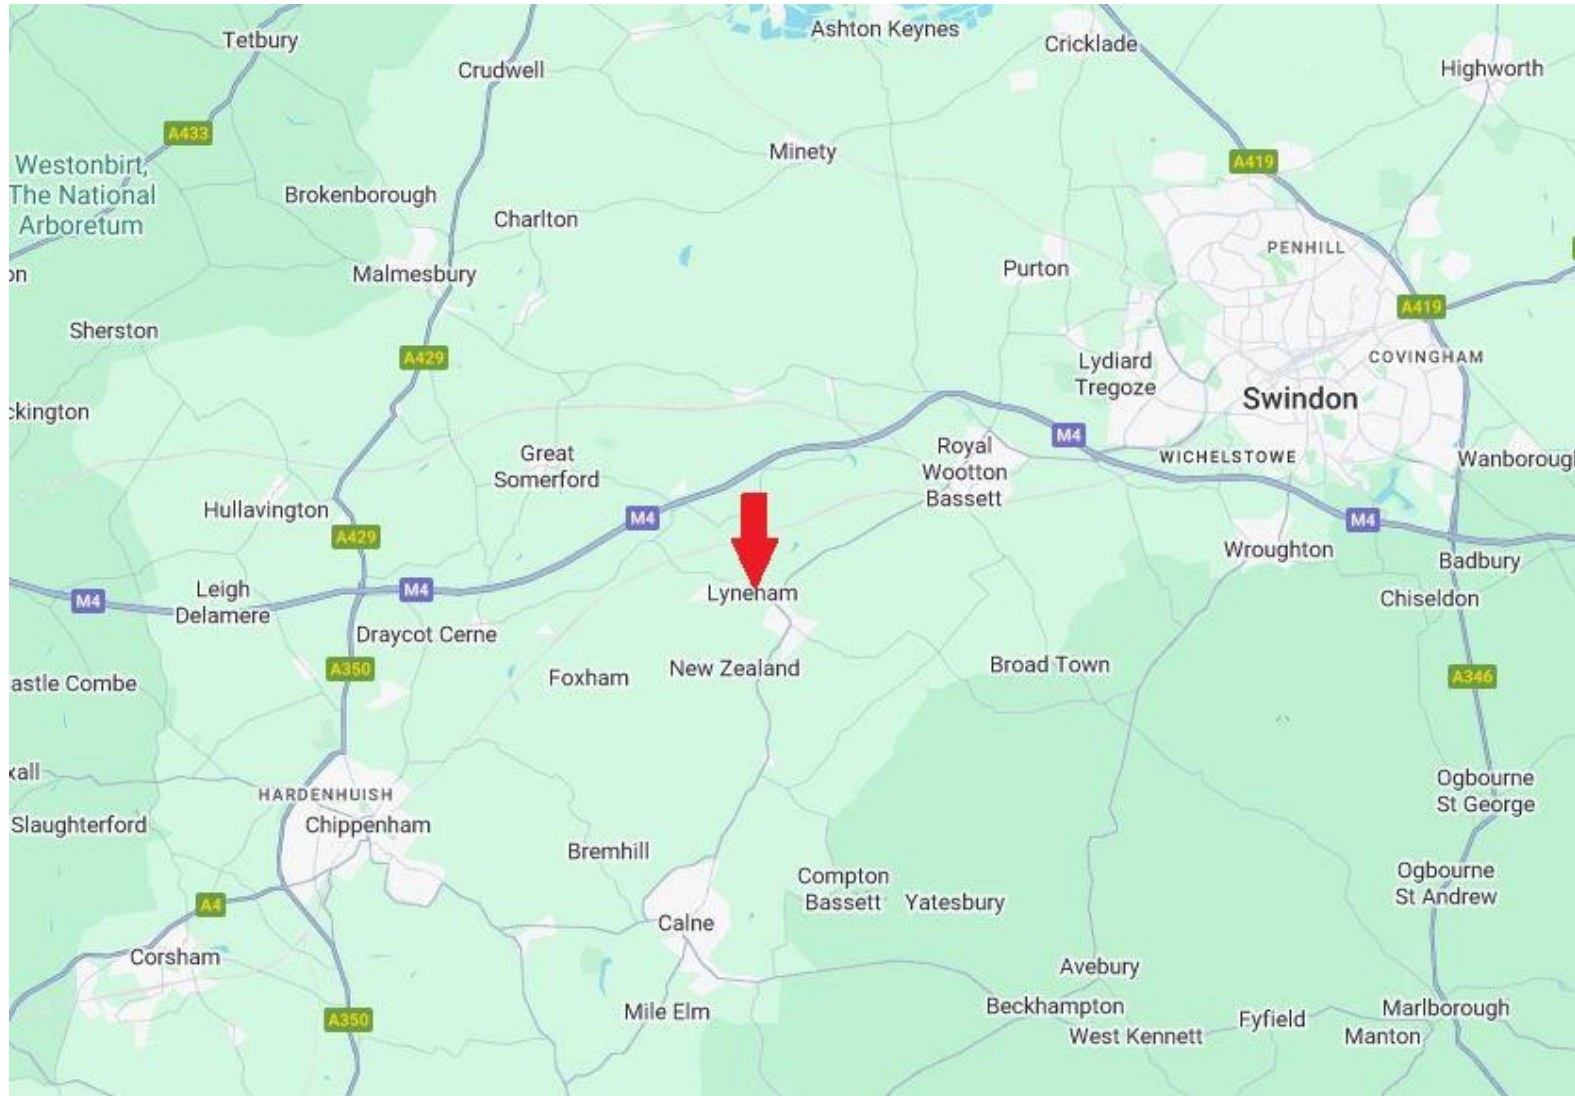 Ashton Keynes
Tetbury
Cricklade
Crudwell
Highworth
A433
Minety
A419
Westonbirt,
The National
Arboretum
Brokenborough
Charlton
PENHILL
on
Malmesbury
Purton
A419
Sherston
A429
COVINGHAM
Lydiard
Tregoze
Swindon
ckington
M4
Royal
Wootton
Bassett
Great
Somerford
WICHELSTOWE
Wanboroug
Hullavington
M4
M4
A429
Wroughton
Badbury
Leigh
Delamere
M4
M4
Lyneham
Chiseldon
Draycot Cerne
A350
Foxham
New Zealand
Broad Town
A346
astle Combe
xall
HARDENHUISH
Ogbourne
St George
Slaughterford
Chippenham
Bremhill
Compton
Bassett
Yatesbury
Ogbourne
St Andrew
A4
Calne
Corsham
Avebury
A350
Mile Elm
Beckhampton
Marlborough
West Kennett
Fyfield
Manton